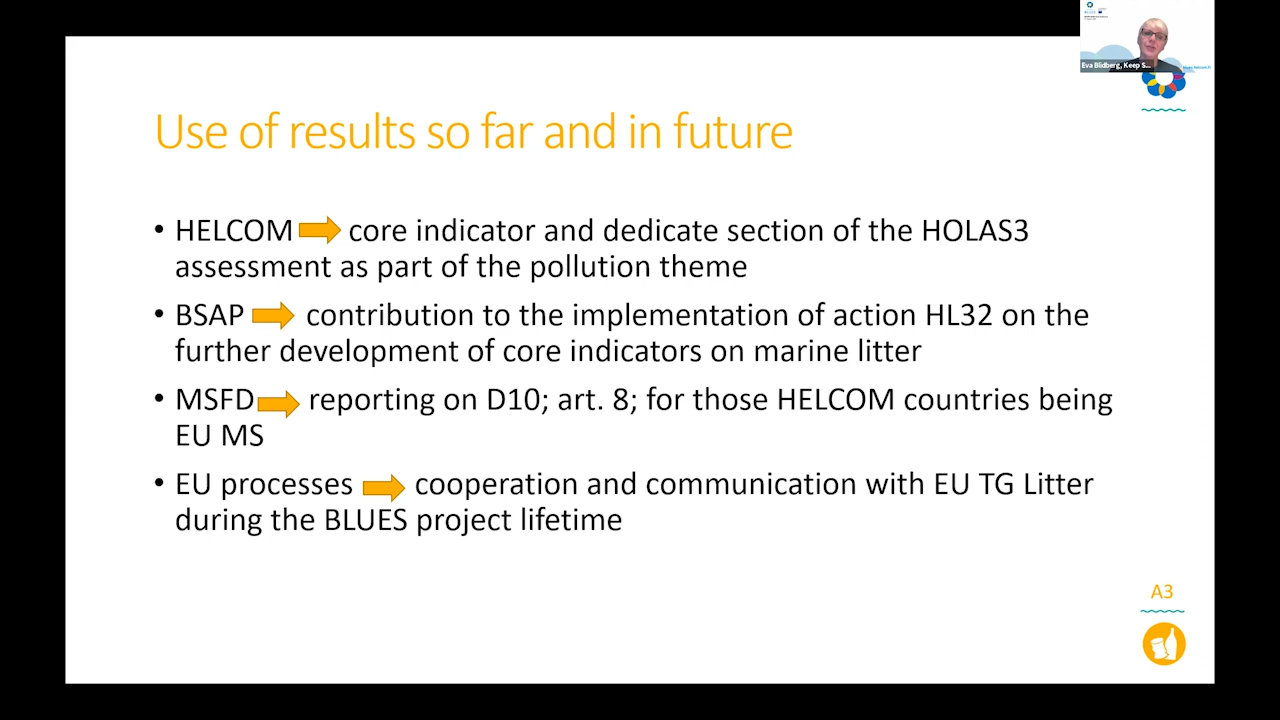 Eva Blidberg, Keep S...
Use of results so far and in future
• HELCOM core indicator and dedicate section of the HOLAS3
assessment as part of the pollution theme
• BSAP contribution to the implementation of action HL32 on the
further development of core indicators on marine litter
• MSFD reporting on D10; art. 8; for those HELCOM countries being
EU MS
• EU processes cooperation and communication with EU TG Litter
during the BLUES project lifetime
A3